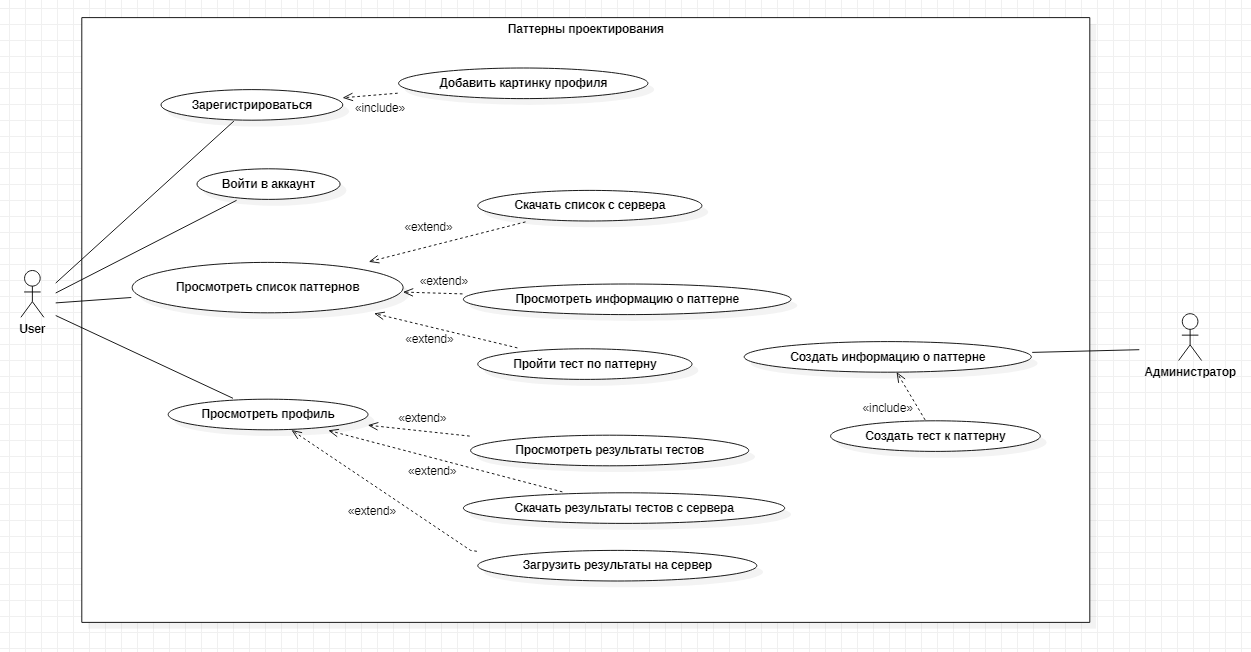 Паттерны проектирования
Добавить картинку профиля
Зарегистрироваться
«include»
Войти в аккаунт
Скачать список с сервера
«extend»
Просмотреть список паттернов
«extend»
Просмотреть информацию о паттерне
User
«extend»
Пройти тест по паттерну
Создать информацию о паттерне
Администратор
«include»
Создать тест к паттерну
Просмотреть профиль
«extend»
Просмотреть результаты тестов
«extend»
Скачать результаты тестов с сервера
«extend»
Загрузить результаты на сервер